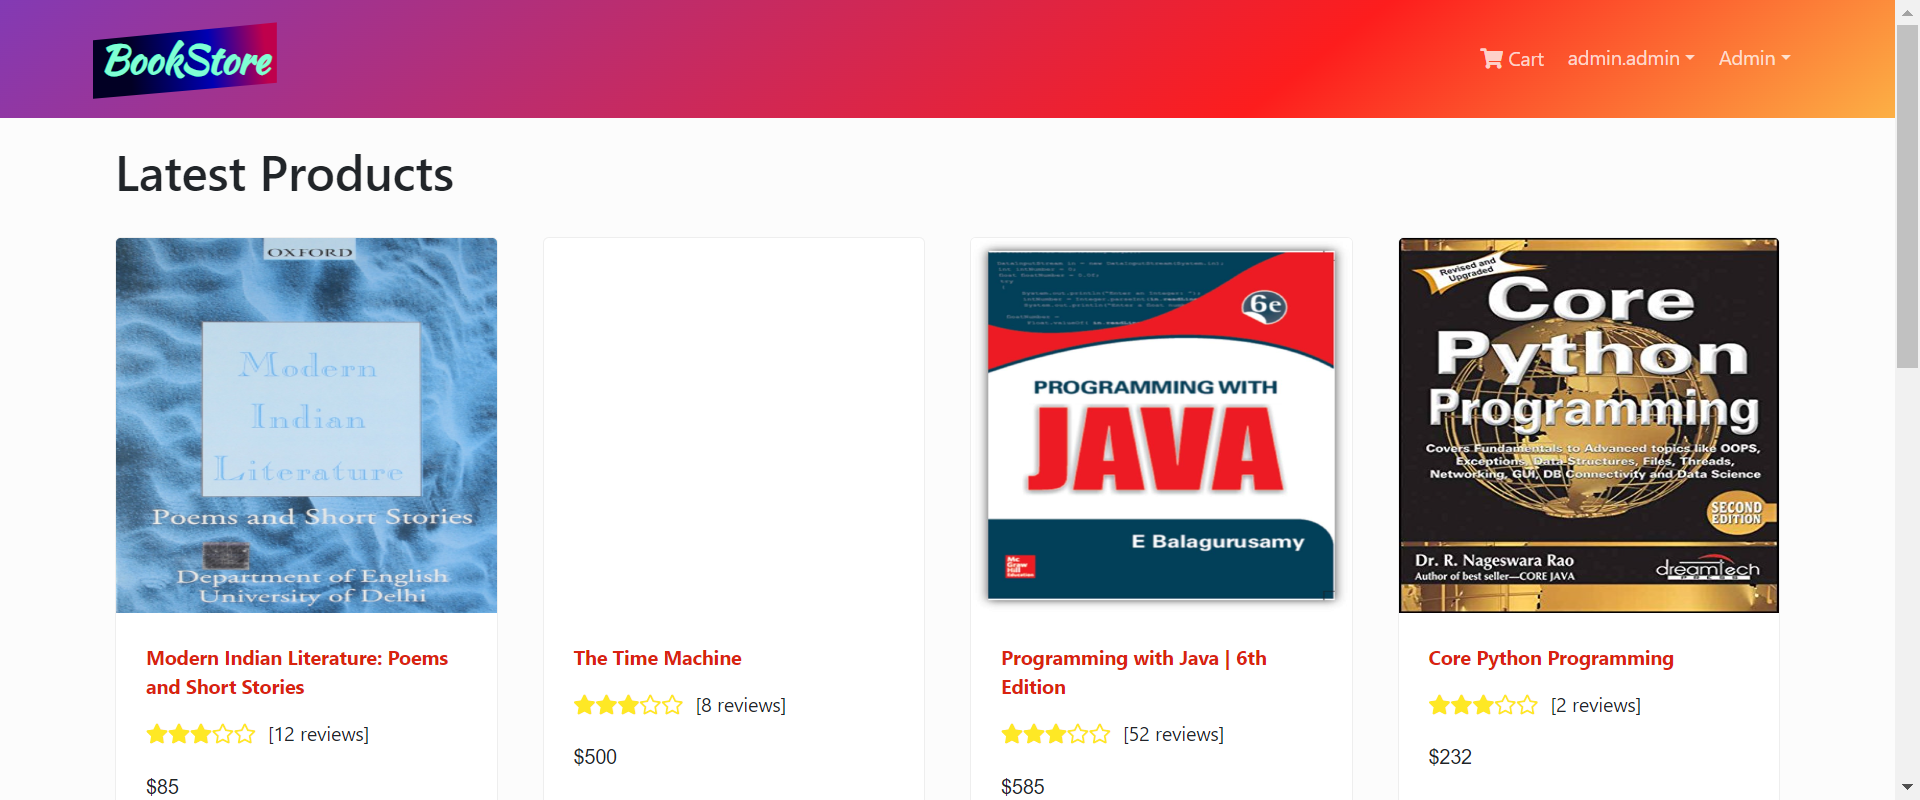 BookStore
Cart admin.admin Admin
Latest Products
OXFORD
Modern
Indian
Literature
Poems and Short Stories
Department of English
University of Delhi
Modern Indian Literature: Poems
and Short Stories
[12 reviews]
$85
The Time Machine
[8 reviews]
$500
6e
PROGRAMMING WITH
JAVA
E Balagurusamy
Mc
Graw
Hill
Education
Programming with Java | 6th
Edition
[52 reviews]
$585
Revised and
Upgraded
Core
Python
Programming
Covers Fundamentals to Advanced topics like OOPS,
Exceptions, Data Structures, Files, Threads,
Networking, GUI, DB Connectivity and Data Science
SECOND
EDITION
Dr. R. Nageswara Rao
Author of best seller—CORE JAVA
dreamtech
PRESS
Core Python Programming
[2 reviews]
$232